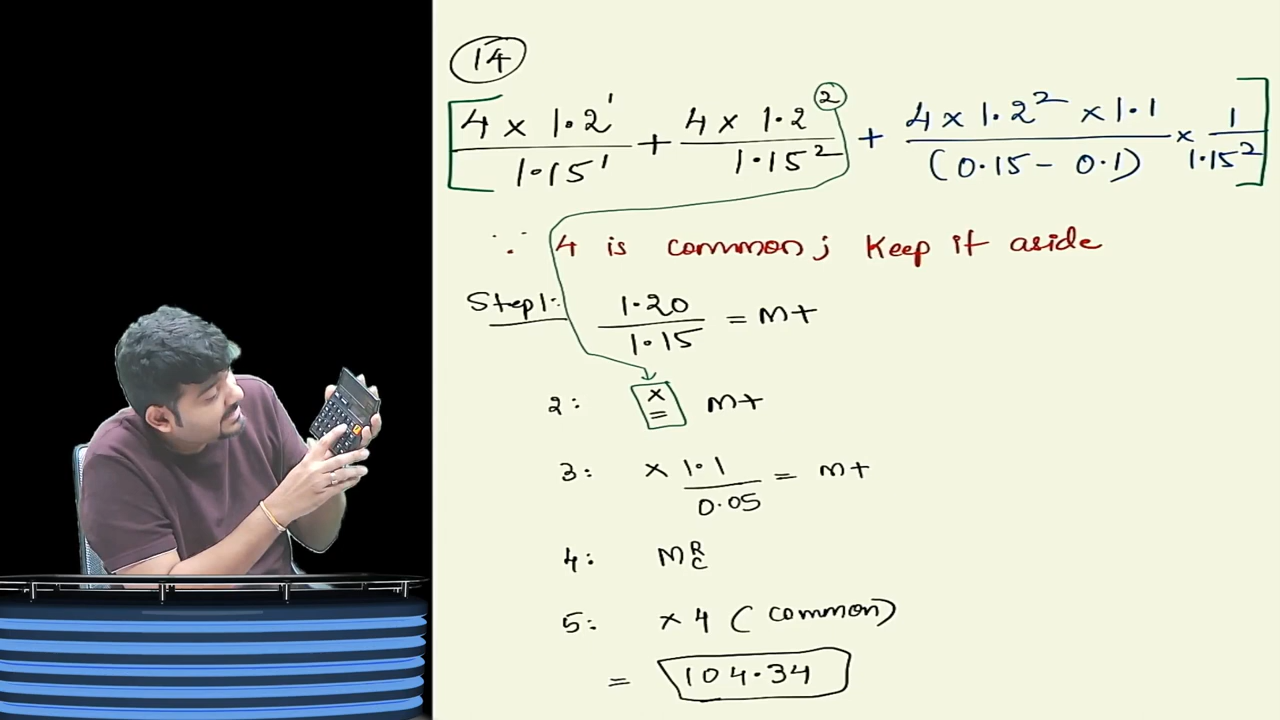 14
[ 4 × 1.2¹ / 1.15¹ + 4 × 1.2² / 1.15² + 4 × 1.2² × 1.1 / (0.15 - 0.1) × 1 / 1.15² ]
∵ 4 is common; Keep it aside
Step 1: 1.20 / 1.15 = m+
2: × = m+
3: × 1.1 / 0.05 = m+
4: MRC
5: × 4 (common)
= 104.34